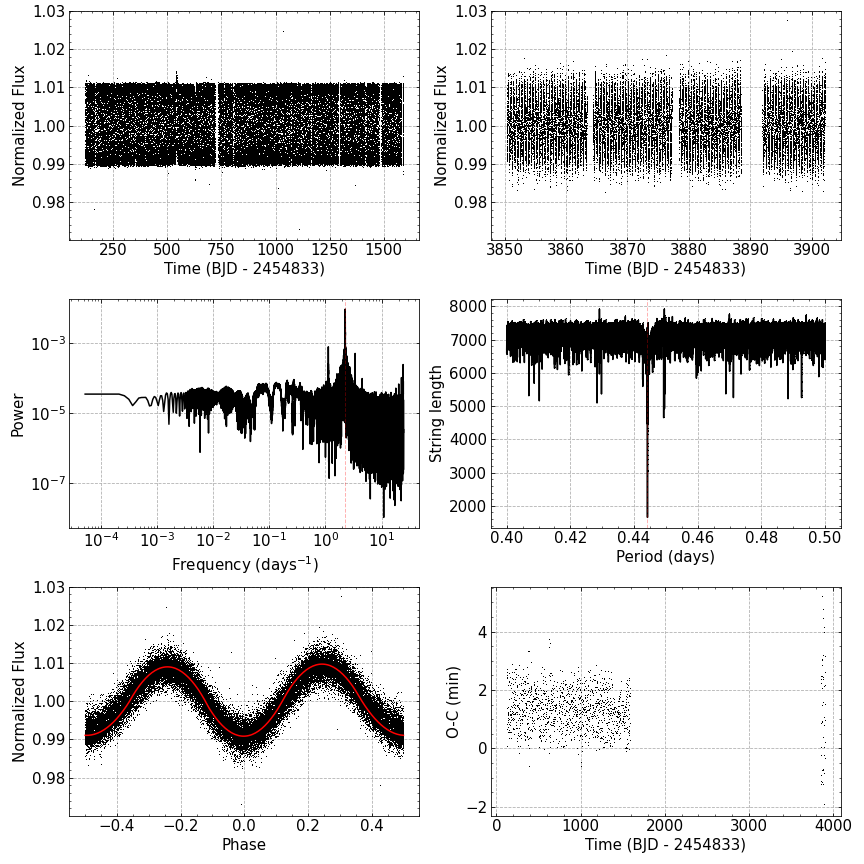 1.03
1.02
1.01
1.00
0.99
0.98
Normalized Flux
250 500 750 1000 1250 1500
Time (BJD - 2454833)
1.03
1.02
1.01
1.00
0.99
0.98
Normalized Flux
3850 3860 3870 3880 3890 3900
Time (BJD - 2454833)
10⁻³
10⁻⁵
10⁻⁷
Power
10⁻⁴ 10⁻³ 10⁻² 10⁻¹ 10⁰ 10¹
Frequency (days⁻¹)
8000
7000
6000
5000
4000
3000
2000
String length
0.40 0.42 0.44 0.46 0.48 0.50
Period (days)
1.03
1.02
1.01
1.00
0.99
0.98
Normalized Flux
−0.4 −0.2 0.0 0.2 0.4
Phase
4
2
0
−2
O-C (min)
0 1000 2000 3000 4000
Time (BJD - 2454833)